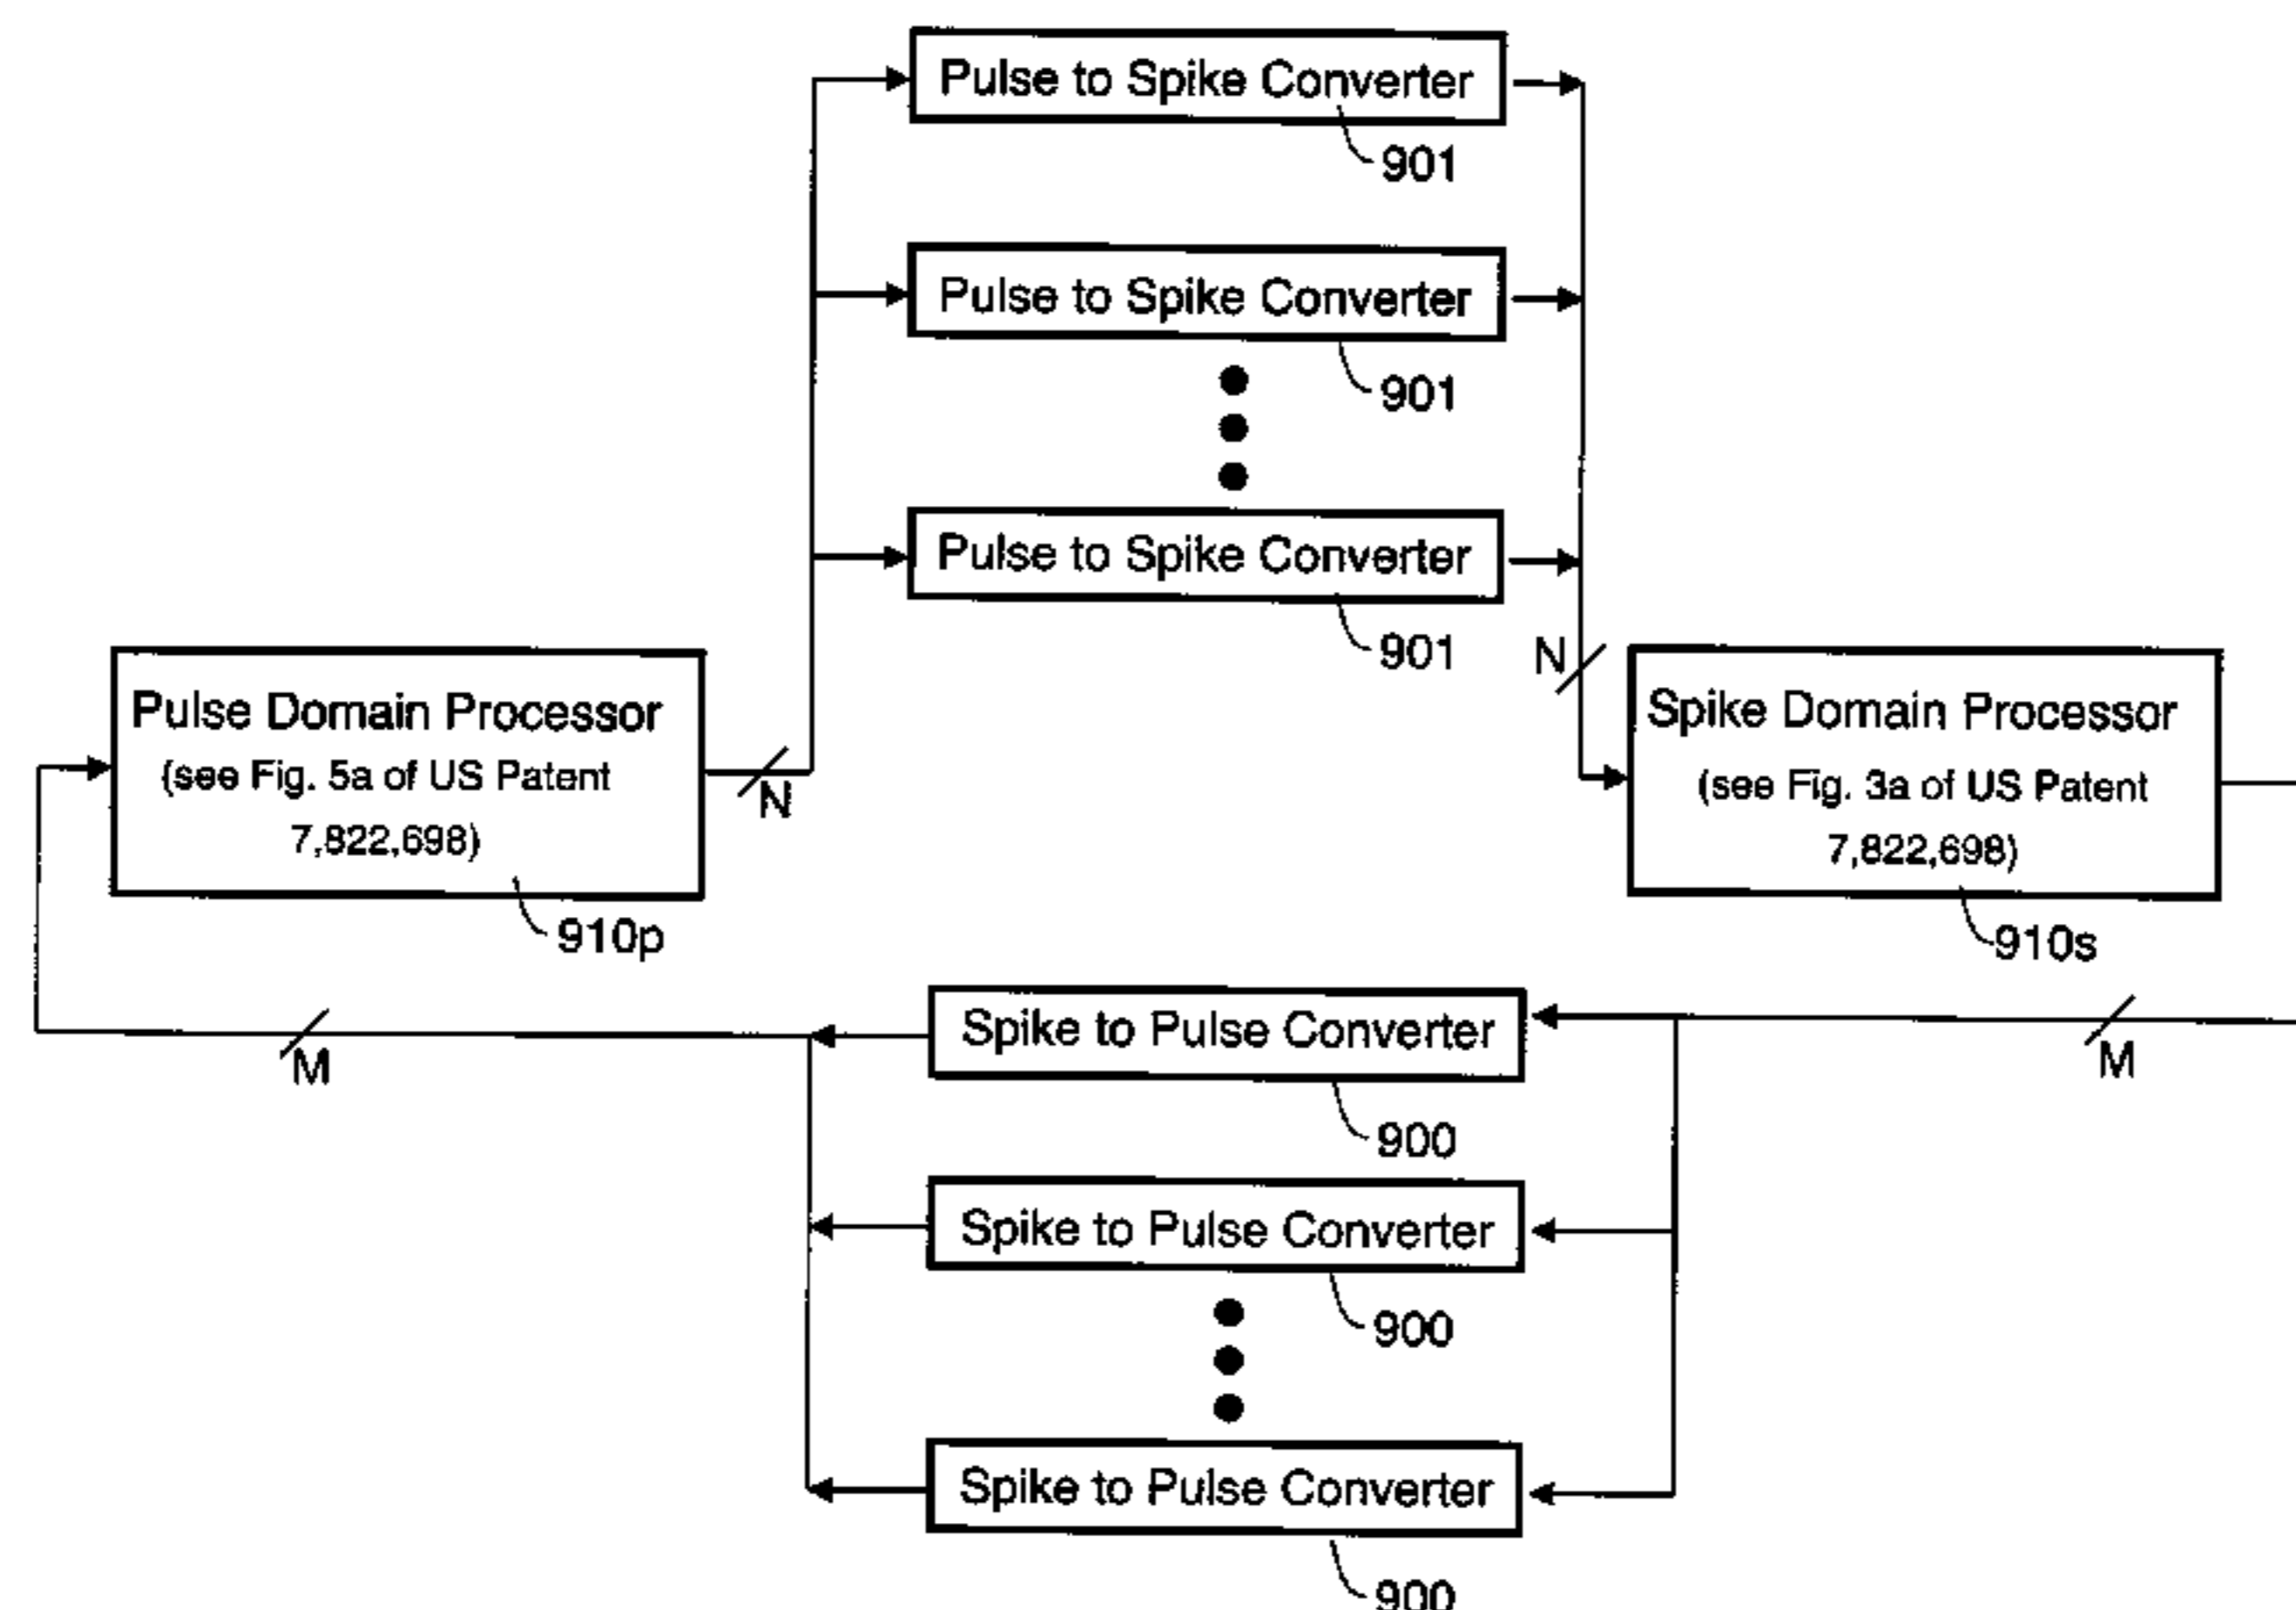 Pulse to Spike Converter
901
Pulse to Spike Converter
901
Pulse to Spike Converter
901
N
Pulse Domain Processor
(see Fig. 5a of US Patent
7,822,698)
910p
N
Spike Domain Processor
(see Fig. 3a of US Patent
7,822,698)
910s
Spike to Pulse Converter
900
M
M
Spike to Pulse Converter
900
Spike to Pulse Converter
900